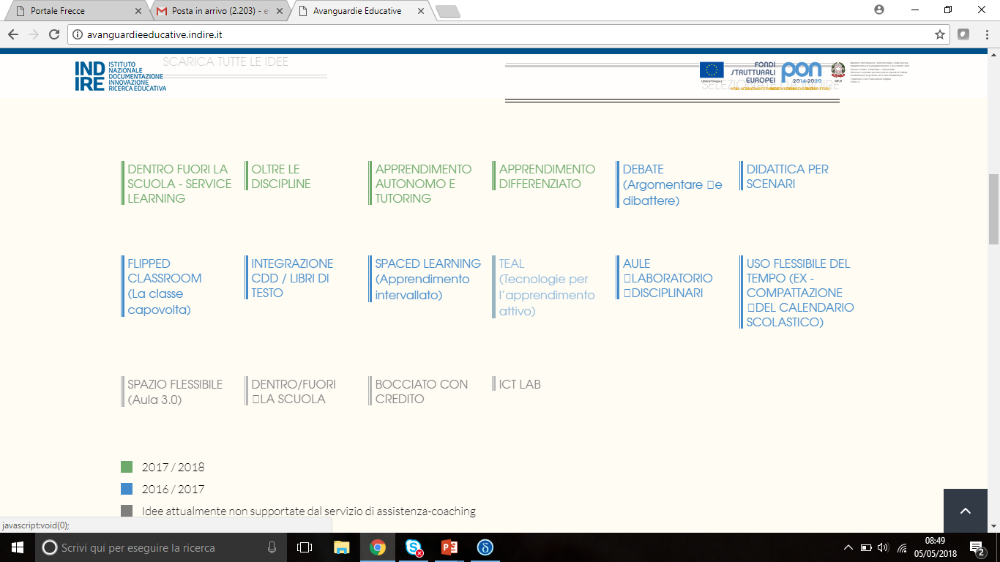 Portale Frecce
Posta in arrivo (2.203) - e
Avanguardie Educative
avanguardieeducative.indire.it
SCARICA TUTTE LE IDEE
INDIRE
ISTITUTO
NAZIONALE
DOCUMENTAZIONE
INNOVAZIONE
RICERCA EDUCATIVA
FONDI
STRUTTURALI
EUROPEI
pon
2014-2020
SELEZIONATE DA INDIRE
DENTRO FUORI LA
SCUOLA - SERVICE
LEARNING
OLTRE LE
DISCIPLINE
APPRENDIMENTO
AUTONOMO E
TUTORING
APPRENDIMENTO
DIFFERENZIATO
DEBATE
(Argomentare e
dibattere)
DIDATTICA PER
SCENARI
FLIPPED
CLASSROOM
(La classe
capovolta)
INTEGRAZIONE
CDD / LIBRI DI
TESTO
SPACED LEARNING
(Apprendimento
intervallato)
TEAL
(Tecnologie per
l'apprendimento
attivo)
AULE
LABORATORIO
DISCIPLINARI
USO FLESSIBILE DEL
TEMPO (EX -
COMPATTAZIONE
DEL CALENDARIO
SCOLASTICO)
SPAZIO FLESSIBILE
(Aula 3.0)
DENTRO/FUORI
LA SCUOLA
BOCCIATO CON
CREDITO
ICT LAB
2017 / 2018
2016 / 2017
Idee attualmente non supportate dal servizio di assistenza-coaching
javascript:void(0);
Scrivi qui per eseguire la ricerca
08:49
05/05/2018
2